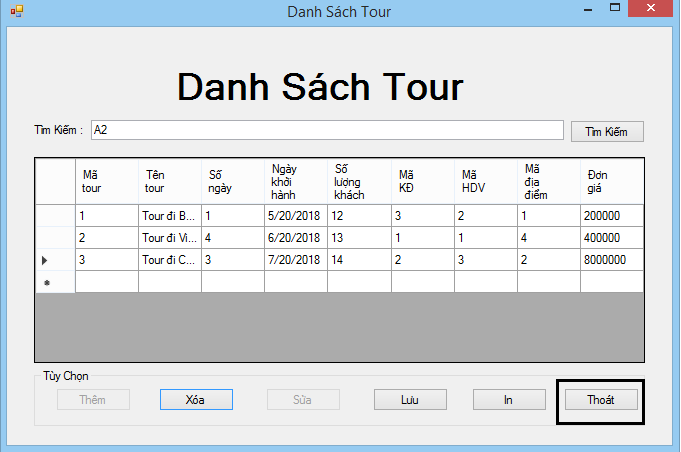 Danh Sách Tour
Danh Sách Tour
Tìm Kiếm : A2 Tìm Kiếm
Mã tour Tên tour Số ngày Ngày khởi hành Số lượng khách Mã KĐ Mã HDV Mã địa điểm Đơn giá
1 Tour đi B... 1 5/20/2018 12 3 2 1 200000
2 Tour đi Vi... 4 6/20/2018 13 1 1 4 400000
3 Tour đi C... 3 7/20/2018 14 2 3 2 8000000
Tùy Chọn
Thêm Xóa Sửa Lưu In Thoát